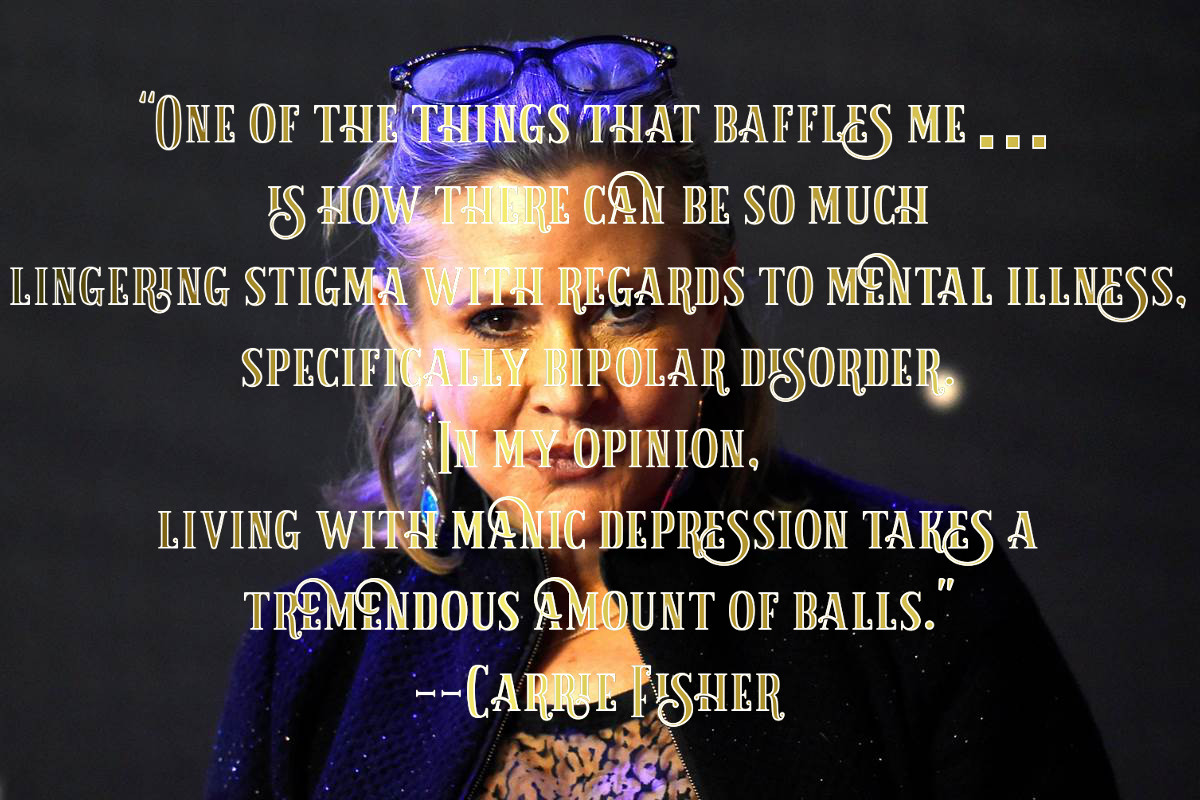 “One of the things that baffles me ...
is how there can be so much
lingering stigma with regards to mental illness,
specifically bipolar disorder.
In my opinion,
living with manic depression takes a
tremendous amount of balls."
--Carrie Fisher